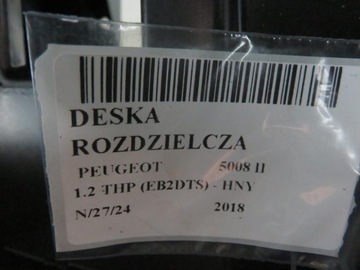 DESKA
ROZDZIELCZA
PEUGEOT 5008 II
1.2 THP (EB2DTS) - HNY
N/27/24 2018